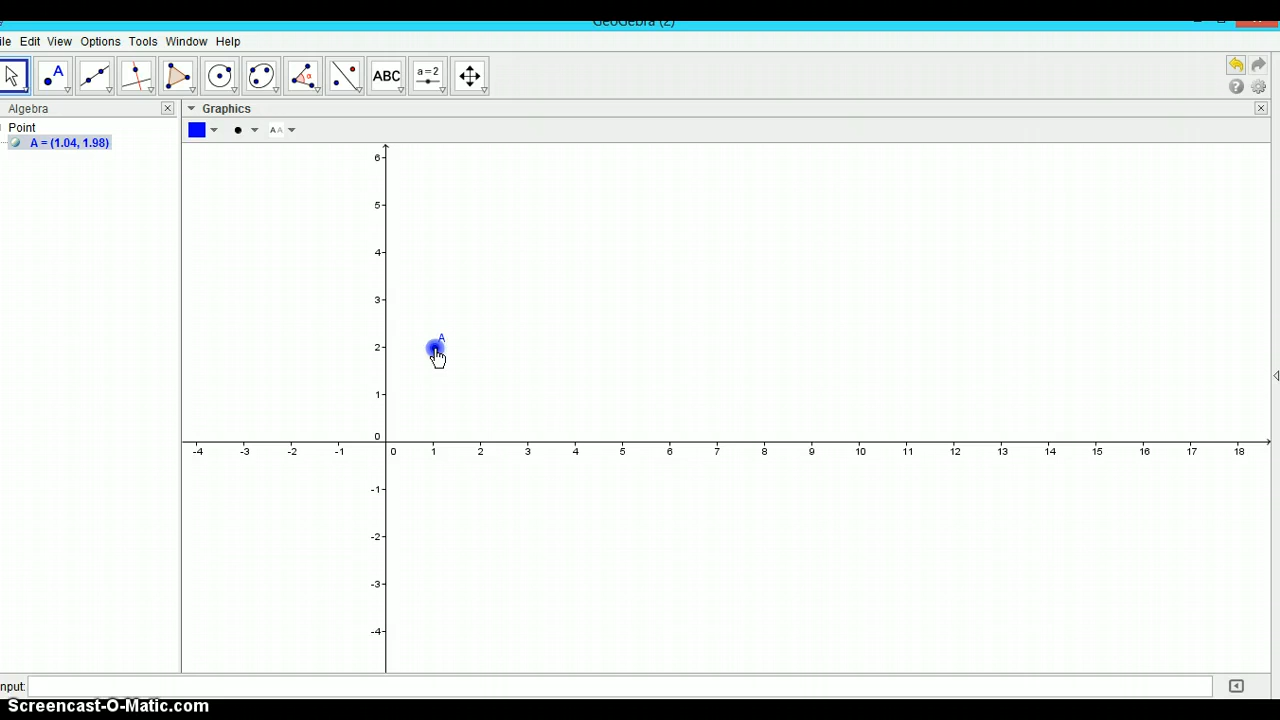 GeoGebra (2)
ile Edit View Options Tools Window Help
A ABC a=2
Algebra Graphics
Point
A = (1.04, 1.98)
A A
6
5
4
3
A
2
1
0
-4 -3 -2 -1 0 1 2 3 4 5 6 7 8 9 10 11 12 13 14 15 16 17 18
-1
-2
-3
-4
nput:
Screencast-O-Matic.com